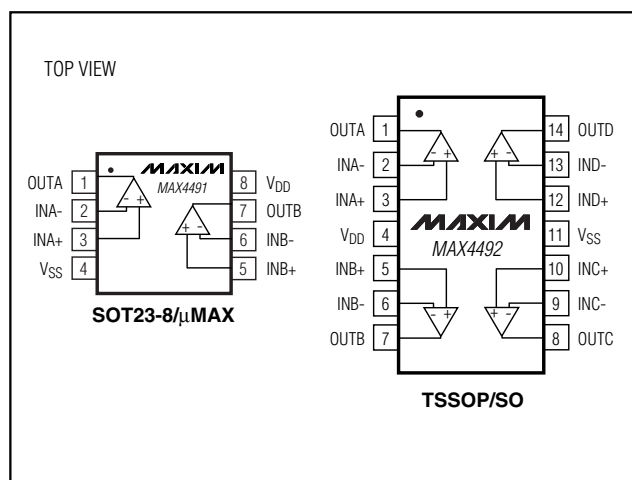 TOP VIEW
OUTA 1
INA- 2
INA+ 3
VSS 4
MAXIM
MAX4491
- +
+ -
8 VDD
7 OUTB
6 INB-
5 INB+
SOT23-8/μMAX
OUTA 1
INA- 2
INA+ 3
VDD 4
INB+ 5
INB- 6
OUTB 7
- +
+ -
MAXIM
MAX4492
- +
+ -
14 OUTD
13 IND-
12 IND+
11 VSS
10 INC+
9 INC-
8 OUTC
TSSOP/SO